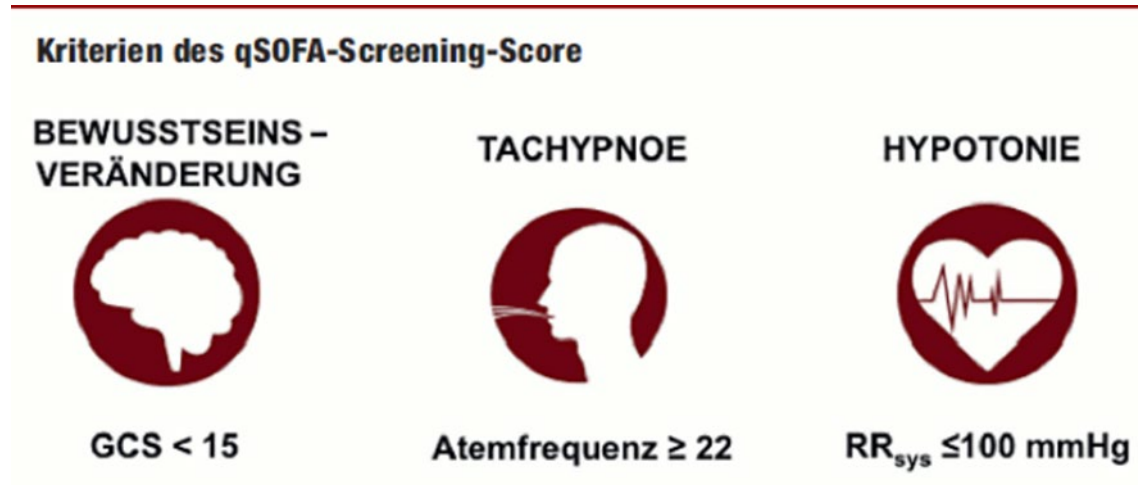 Kriterien des qSOFA-Screening-Score
BEWUSSTSEINS –
VERÄNDERUNG
TACHYPNOE
HYPOTONIE
GCS < 15
Atemfrequenz ≥ 22
RRsys ≤100 mmHg